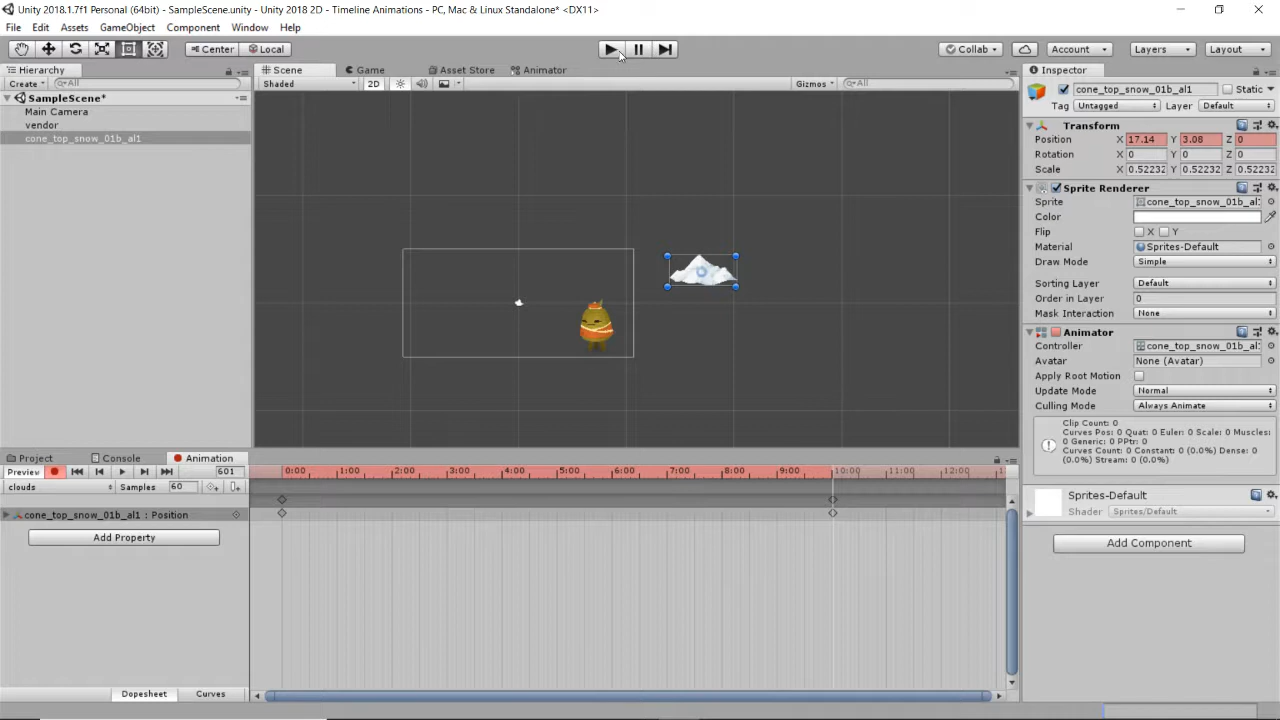 Unity 2018.1.7f1 Personal (64bit) - SampleScene.unity - Unity 2018 2D - Timeline Animations - PC, Mac & Linux Standalone* <DX11>
File Edit Assets GameObject Component Window Help
Center Local Collab Account Layers Layout
Hierarchy Scene Game Asset Store Animator Inspector
Create All Shaded 2D Gizmos All
SampleScene*
Main Camera
vendor
cone_top_snow_01b_al1
cone_top_snow_01b_al1 Static
Tag Untagged Layer Default
Transform
Position X 17.14 Y 3.08 Z 0
Rotation X 0 Y 0 Z 0
Scale X 0.52232 Y 0.52232 Z 0.52232
Sprite Renderer
Sprite cone_top_snow_01b_al
Color
Flip X Y
Material Sprites-Default
Draw Mode Simple
Sorting Layer Default
Order in Layer 0
Mask Interaction None
Animator
Controller cone_top_snow_01b_al
Avatar None (Avatar)
Apply Root Motion
Update Mode Normal
Culling Mode Always Animate
Clip Count: 0
Curves Pos: 0 Quat: 0 Euler: 0 Scale: 0 Muscles:
0 Generic: 0 PPtr: 0
Curves Count: 0 Constant: 0 (0.0%) Dense: 0
(0.0%) Stream: 0 (0.0%)
Sprites-Default
Shader Sprites/Default
Add Component
Project Console Animation
Preview 601 0:00 1:00 2:00 3:00 4:00 5:00 6:00 7:00 8:00 9:00 10:00 11:00 12:00
clouds Samples 60
cone_top_snow_01b_al1 : Position
Add Property
Dopesheet Curves